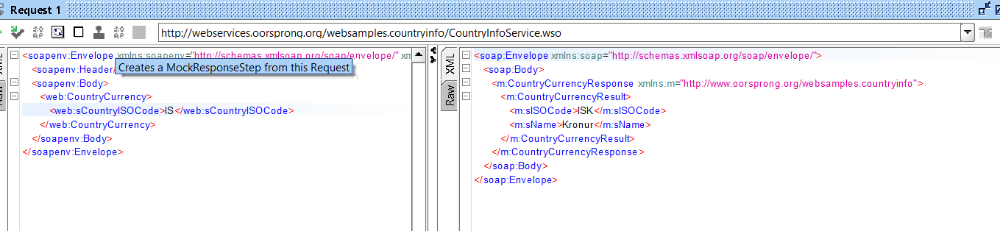 Request 1
http://webservices.oorsprong.org/websamples.countryinfo/CountryInfoService.wso
<soapenv:Envelope xmlns:soapenv="http://schemas.xmlsoap.org/soap/envelope/" xm
<soapenv:Header/
Creates a MockResponseStep from this Request
<soapenv:Body>
<web:CountryCurrency>
<web:sCountryISOCode>IS</web:sCountryISOCode>
</web:CountryCurrency>
</soapenv:Body>
</soapenv:Envelope>
XML
Raw
XML
Raw
<soap:Envelope xmlns:soap="http://schemas.xmlsoap.org/soap/envelope/">
<soap:Body>
<m:CountryCurrencyResponse xmlns:m="http://www.oorsprong.org/websamples.countryinfo">
<m:CountryCurrencyResult>
<m:sISOCode>ISK</m:sISOCode>
<m:sName>Kronur</m:sName>
</m:CountryCurrencyResult>
</m:CountryCurrencyResponse>
</soap:Body>
</soap:Envelope>